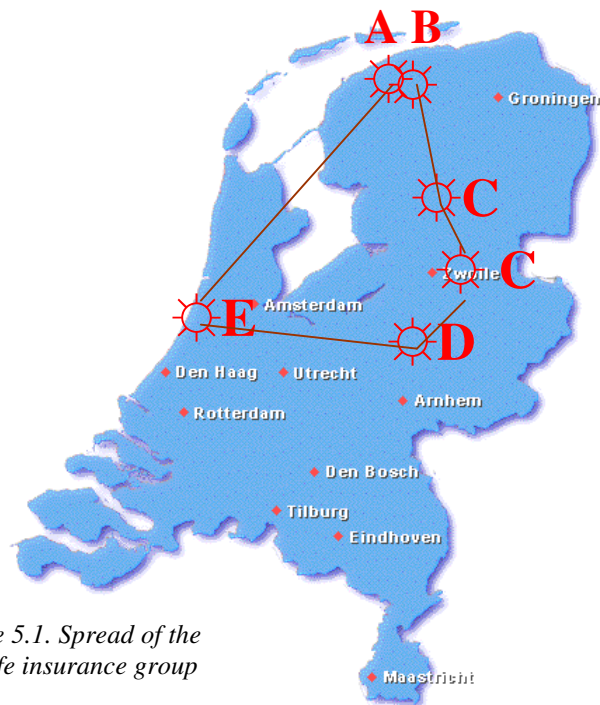 A B
Groningen
C
Zwolle C
Amsterdam
E
D
Den Haag Utrecht
Arnhem
Rotterdam
Den Bosch
Tilburg
Eindhoven
5.1. Spread of the
insurance group
Maastricht